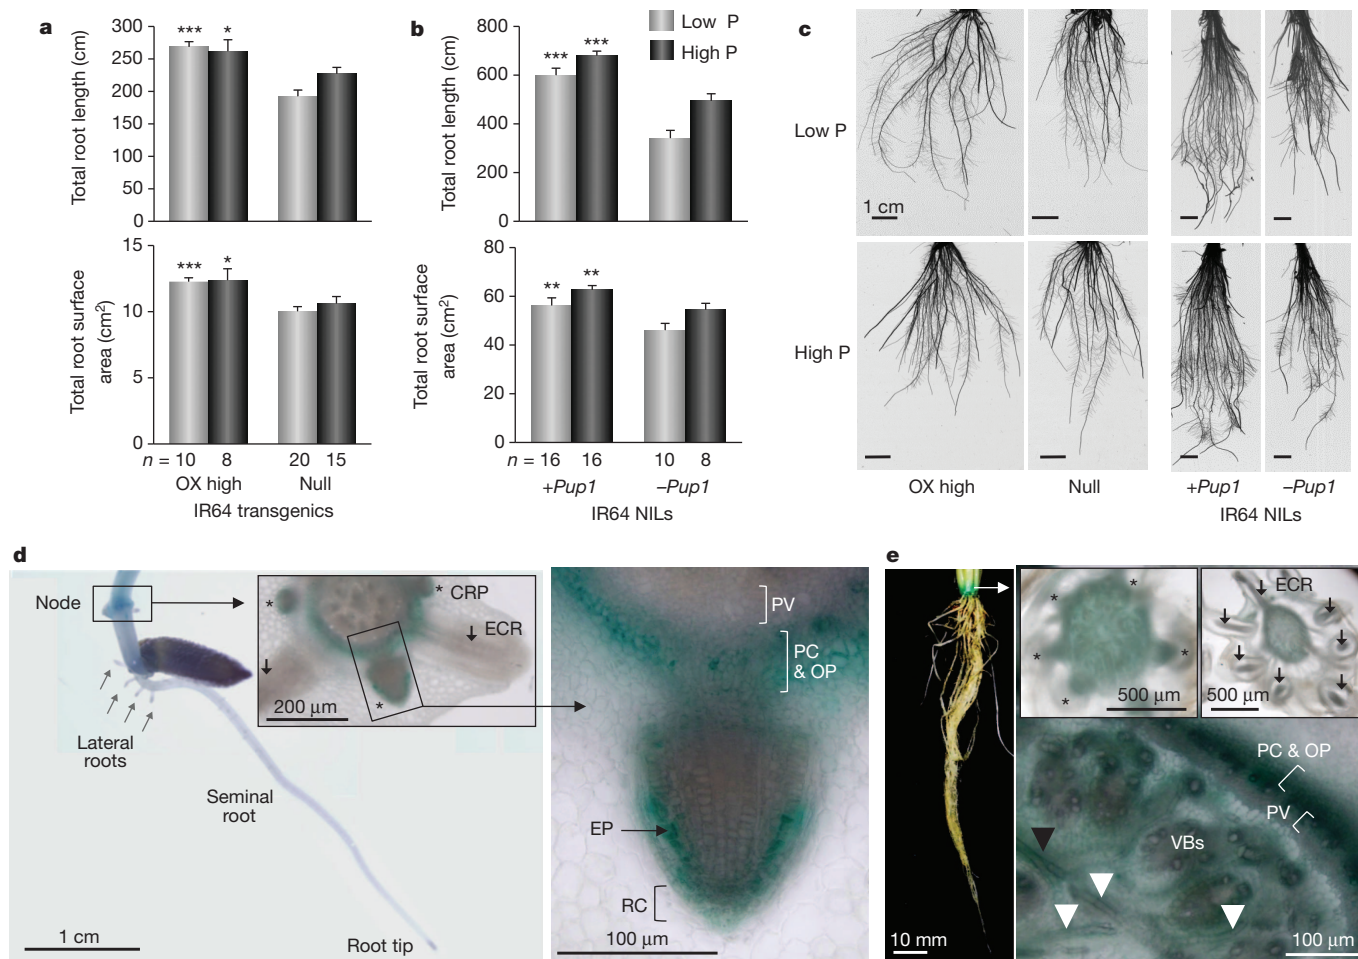 a
Total root length (cm)
300
250
200
150
100
50
0
***
*
Total root surface
area (cm²)
15
10
5
0
***
*
n = 10 8 20 15
OX high Null
IR64 transgenics
b
Low P
High P
Total root length (cm)
800
600
400
200
0
***
***
Total root surface
area (cm²)
80
60
40
20
0
**
**
n = 16 16 10 8
+Pup1 –Pup1
IR64 NILs
c
Low P
1 cm
High P
OX high Null +Pup1 –Pup1
IR64 NILs
d
Node
* CRP
*
ECR
200 μm
*
Lateral
roots
Seminal
root
1 cm
Root tip
PV
PC
& OP
EP
RC
100 μm
e
10 mm
*
*
*
*
*
500 μm
ECR
500 μm
PC & OP
PV
VBs
100 μm